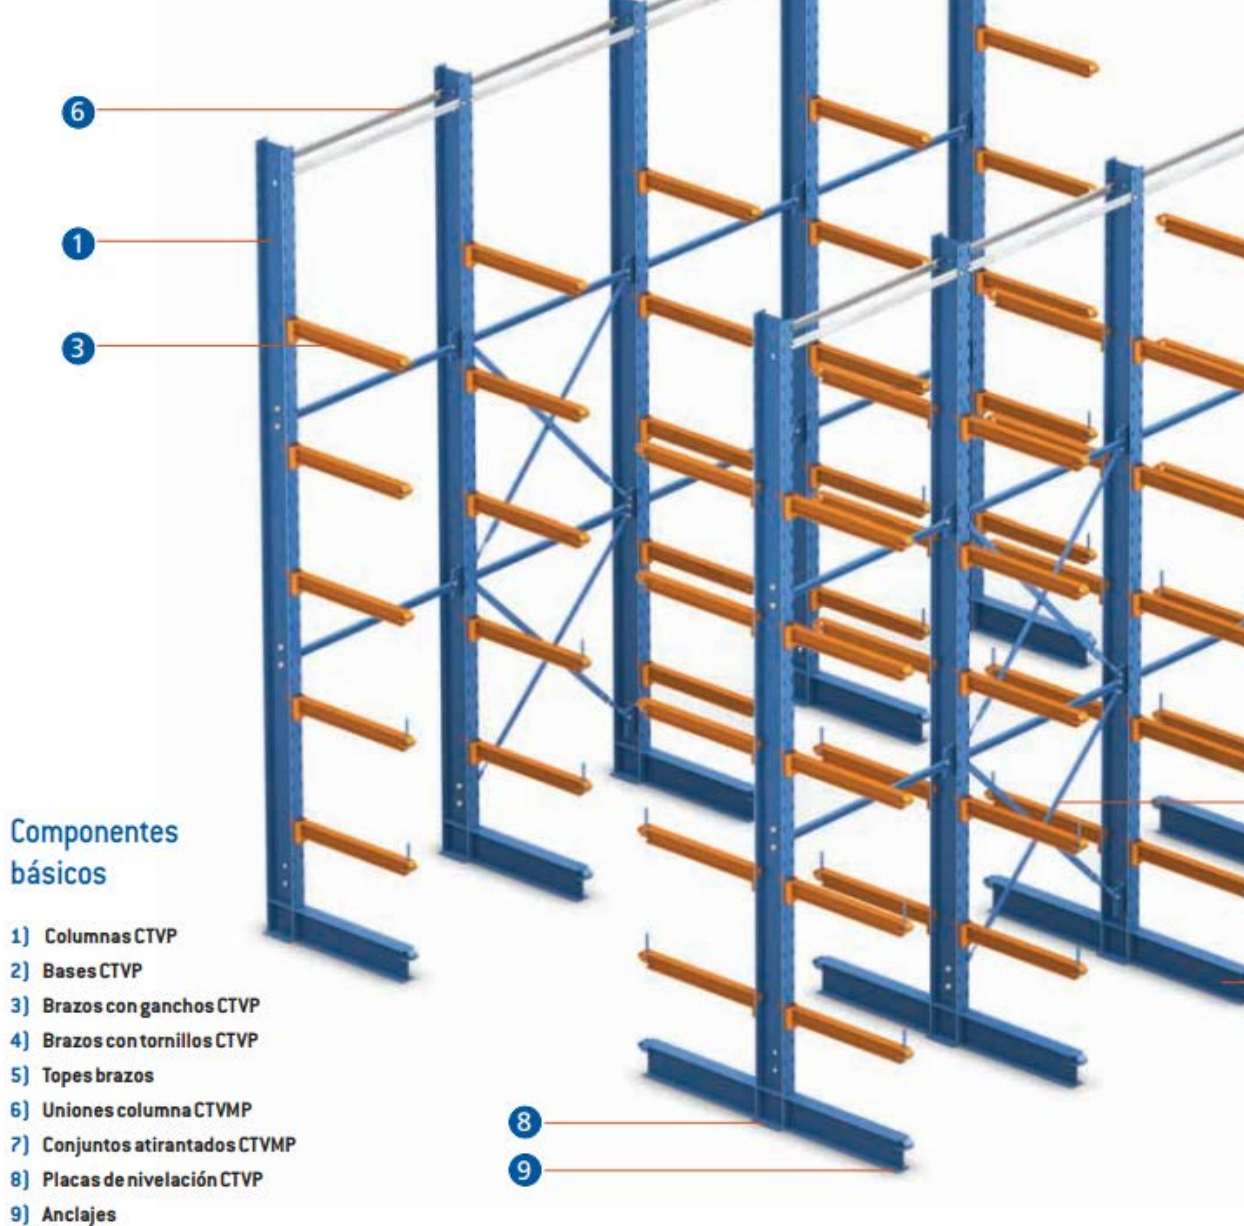 6
1
3
Componentes
básicos
1) Columnas CTVP
2) Bases CTVP
3) Brazos con ganchos CTVP
4) Brazos con tornillos CTVP
5) Topes brazos
6) Uniones columna CTVMP
7) Conjuntos atirantados CTVMP
8) Placas de nivelación CTVP
9) Anclajes
8
9